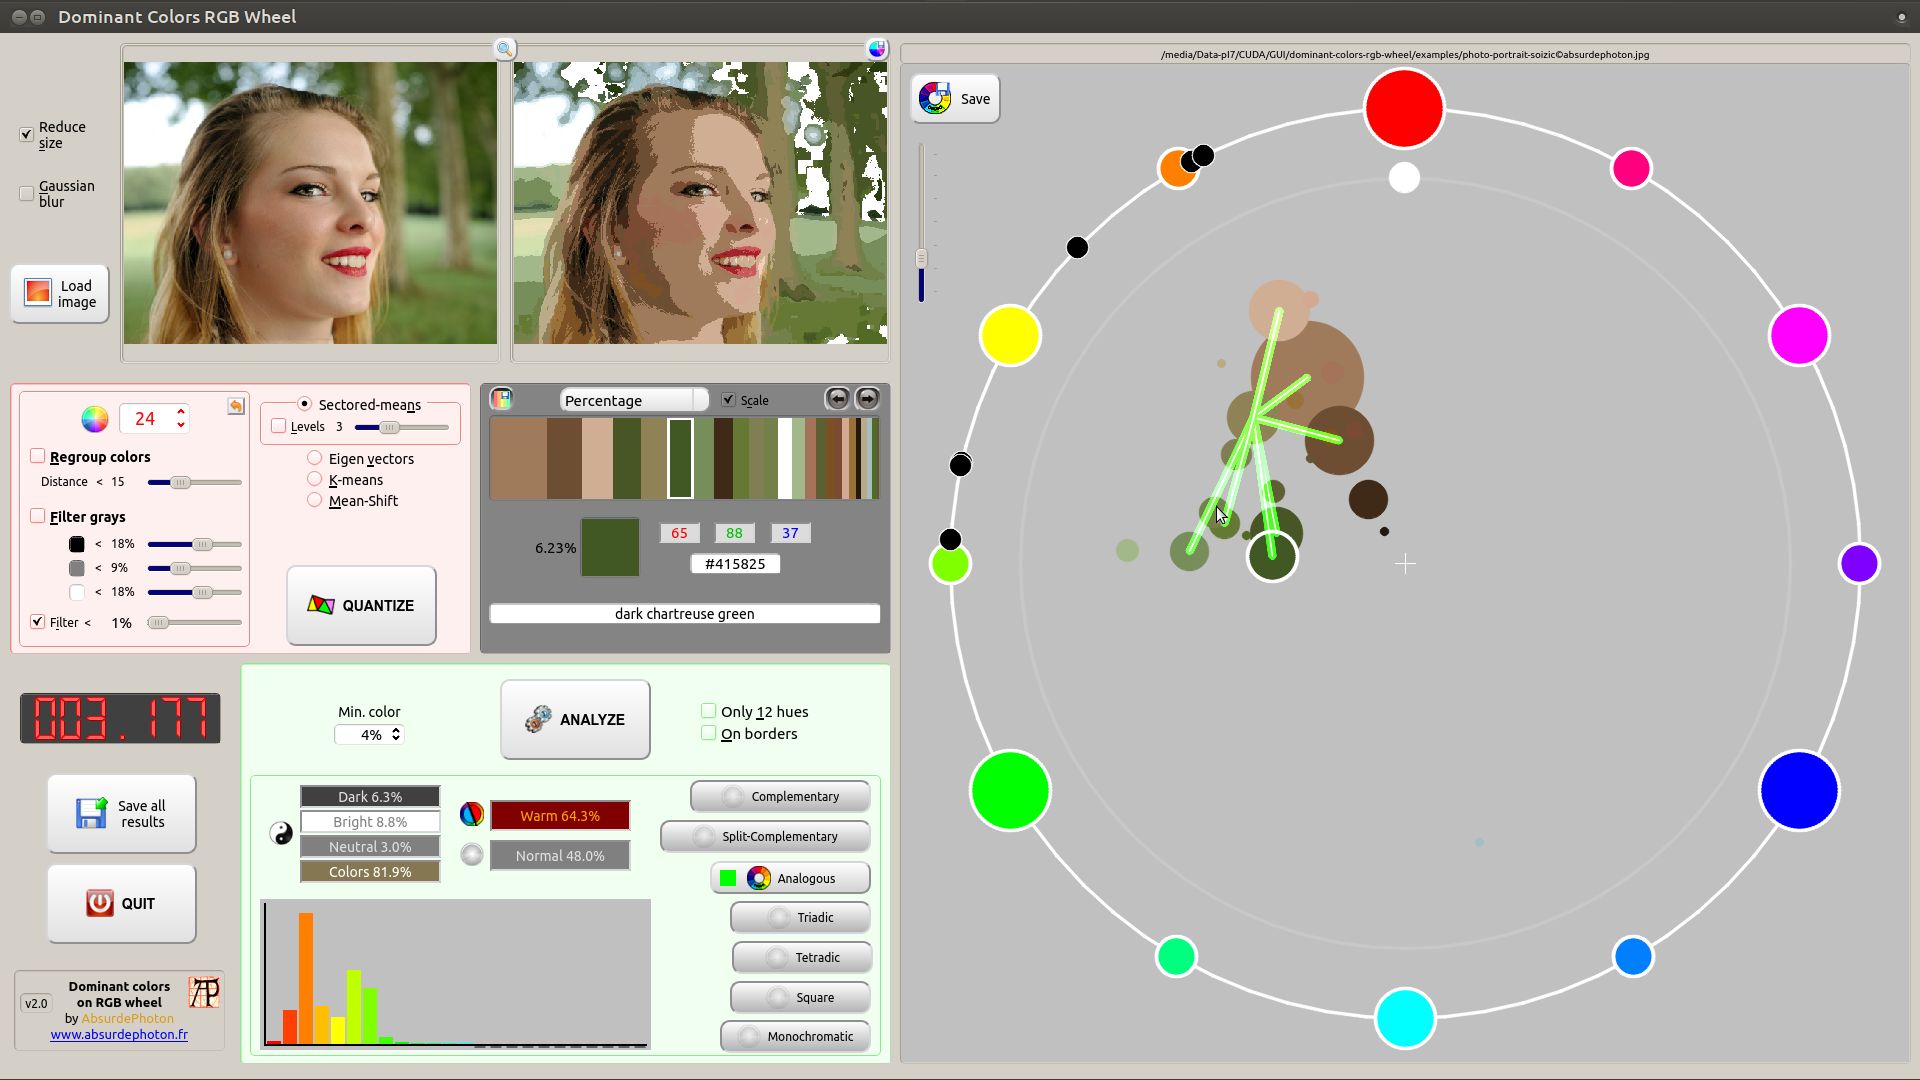 Dominant Colors RGB Wheel
/media/Data-pl7/CUDA/GUI/dominant-colors-rgb-wheel/examples/photo-portrait-soizic©absurdephoton.jpg
Reduce
size
Gaussian
blur
Load
image
Save
24
Regroup colors
Distance < 15
Filter grays
< 18%
< 9%
< 18%
Filter < 1%
Sectored-means
Levels 3
Eigen vectors
K-means
Mean-Shift
QUANTIZE
Percentage
Scale
6.23%
65 88 37
#415825
dark chartreuse green
003.177
Save all
results
QUIT
v2.0
Dominant colors
on RGB wheel
by AbsurdePhoton
www.absurdephoton.fr
AP
Min. color
4%
ANALYZE
Only 12 hues
On borders
Dark 6.3%
Bright 8.8%
Neutral 3.0%
Colors 81.9%
Warm 64.3%
Normal 48.0%
Complementary
Split-Complementary
Analogous
Triadic
Tetradic
Square
Monochromatic